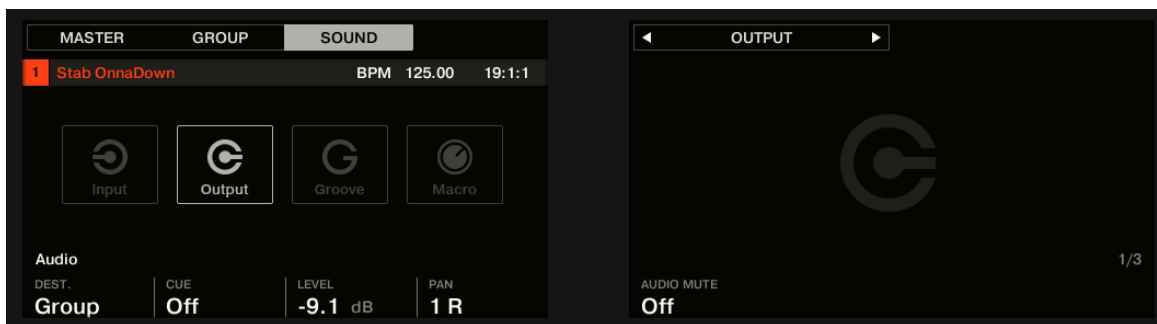 MASTER GROUP SOUND
1 Stab OnnaDown BPM 125.00 19:1:1
Input Output Groove Macro
Audio
DEST. CUE LEVEL PAN
Group Off -9.1 dB 1 R
OUTPUT
1/3
AUDIO MUTE
Off